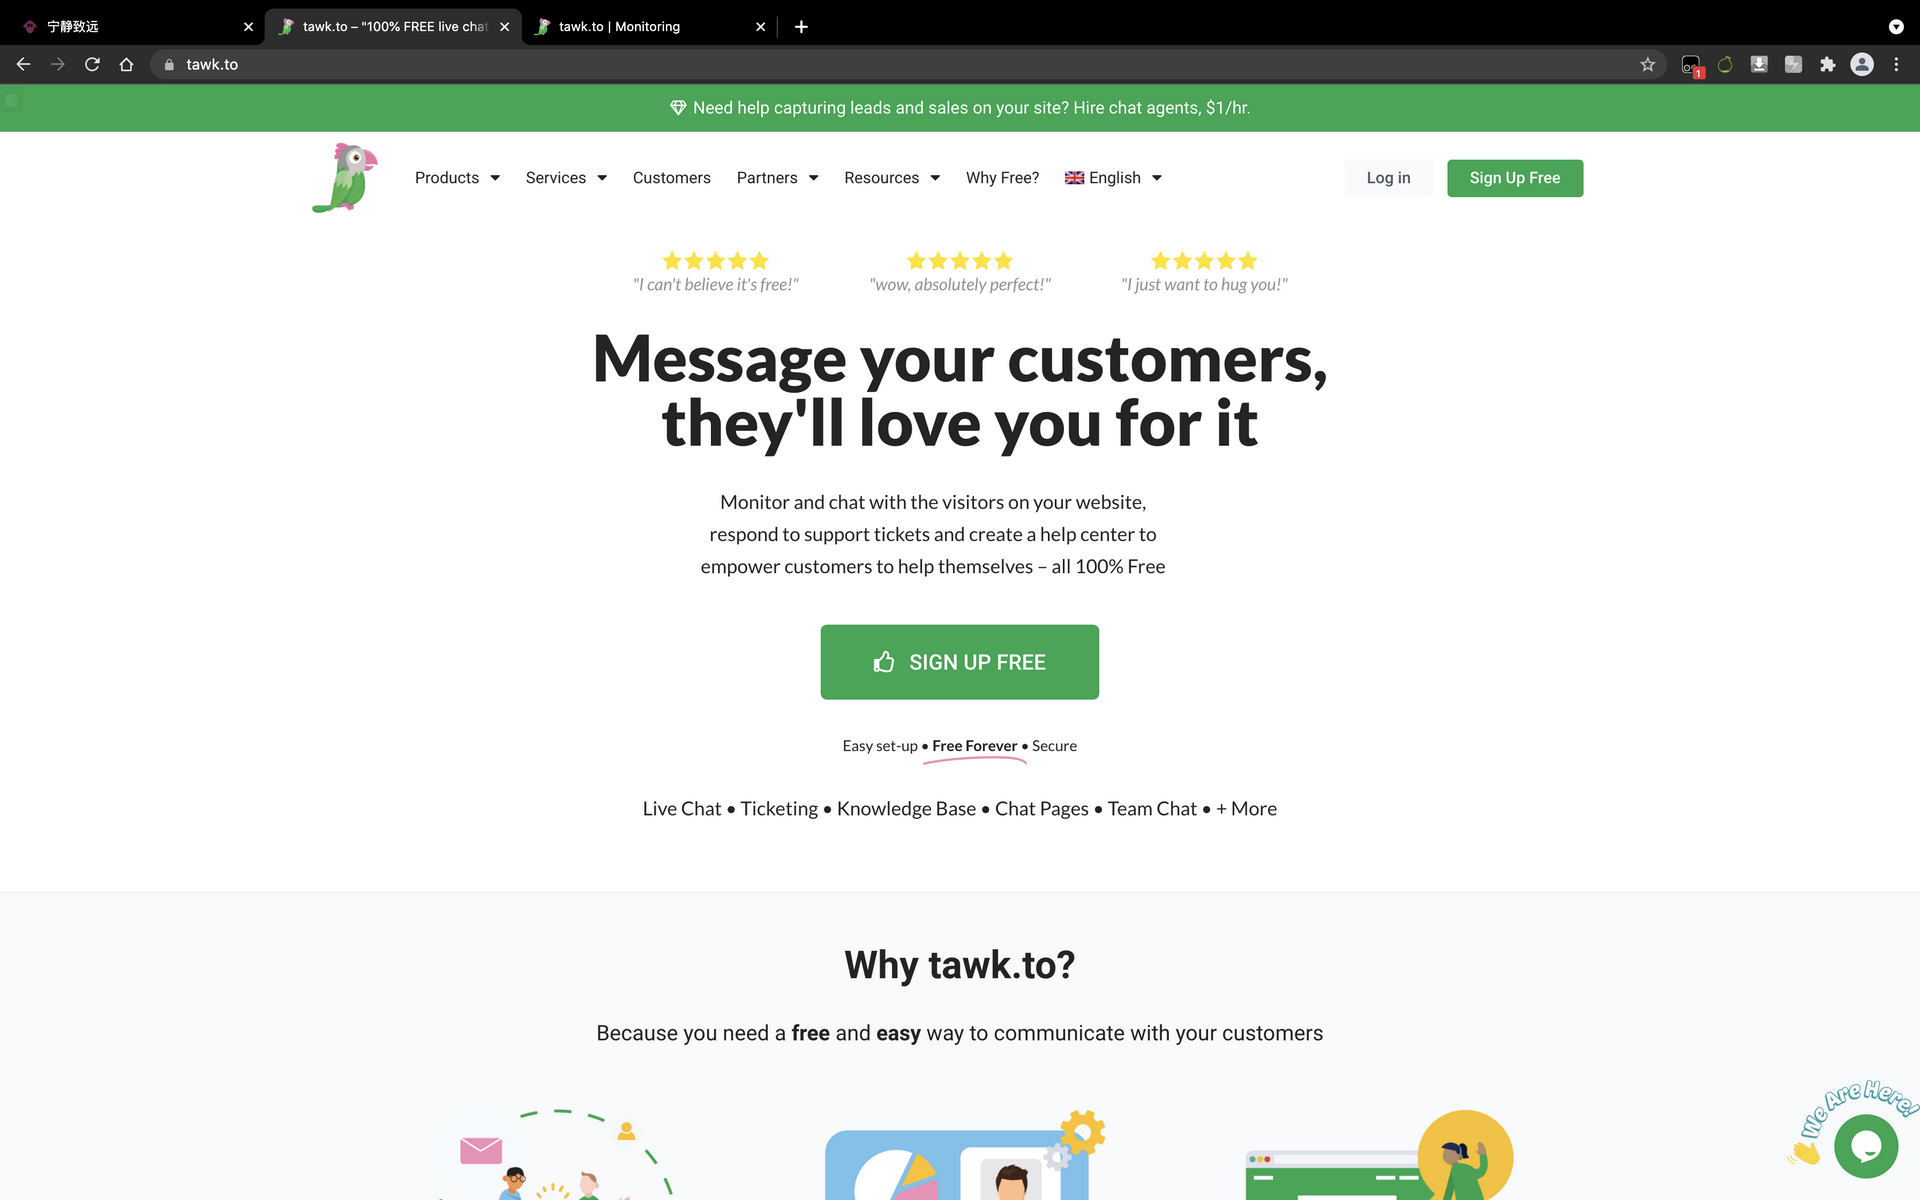 宁静致远
tawk.to – "100% FREE live chat
tawk.to | Monitoring
tawk.to
1
Need help capturing leads and sales on your site? Hire chat agents, $1/hr.
Products
Services
Customers
Partners
Resources
Why Free?
English
Log in
Sign Up Free
"I can't believe it's free!"
"wow, absolutely perfect!"
"I just want to hug you!"
Message your customers,
they'll love you for it
Monitor and chat with the visitors on your website,
respond to support tickets and create a help center to
empower customers to help themselves – all 100% Free
SIGN UP FREE
Easy set-up • Free Forever • Secure
Live Chat • Ticketing • Knowledge Base • Chat Pages • Team Chat • + More
Why tawk.to?
Because you need a free and easy way to communicate with your customers
We Are Here!